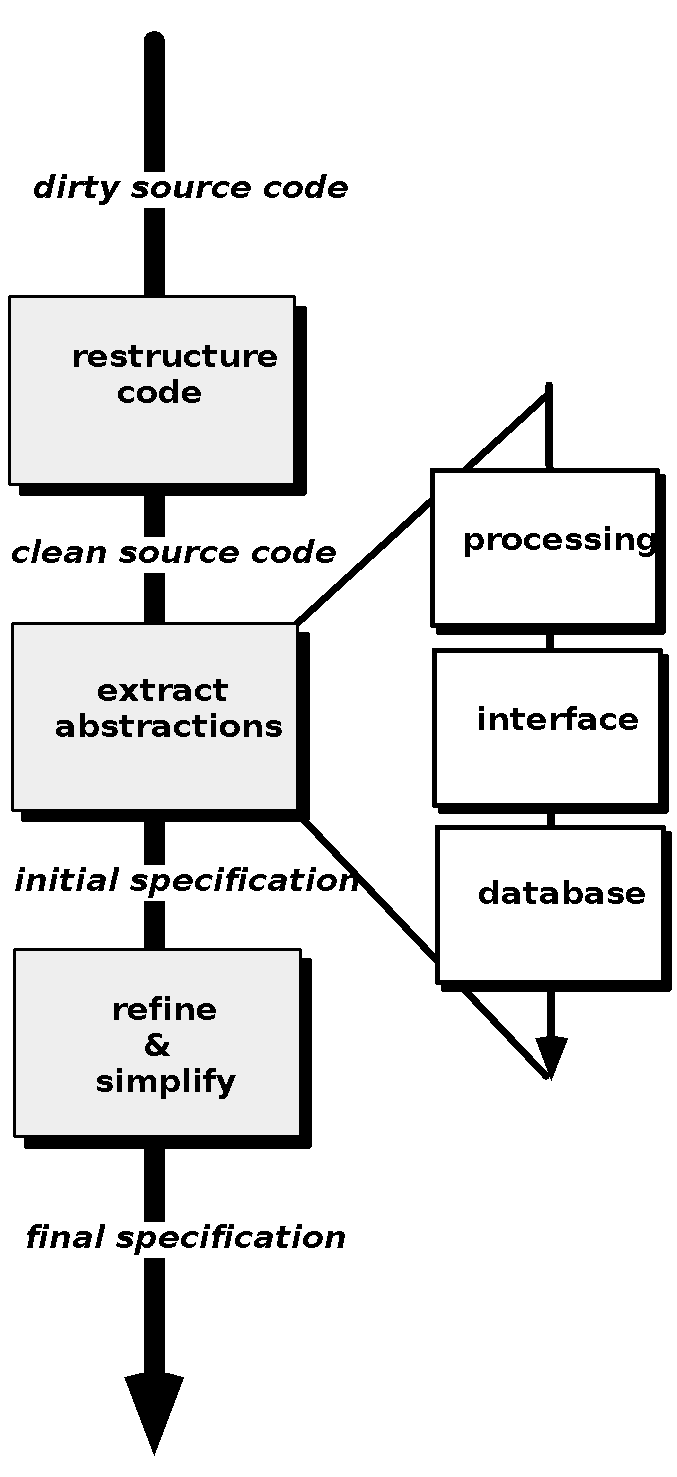 dirty source code
restructure
code
clean source code
extract
abstractions
initial specification
refine
&
simplify
final specification
processing
interface
database